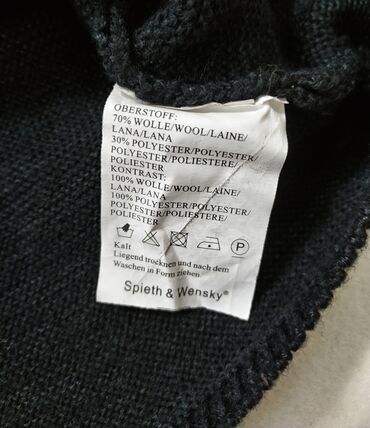 OBERSTOFF:
70% WOLLE/WOOL/LAINE/
LANA/LANA
30% POLYESTER/POLYESTER/
POLYESTER/POLIESTERE/
POLIESTER
KONTRAST:
100% WOLLE/WOOL/LAINE/
LANA/LANA
100% POLYESTER/POLYESTER/
POLYESTER/POLIESTERE/
POLIESTER
P
Kalt
Liegend trocknen und nach dem
Waschen in Form ziehen.
Spieth & Wensky®